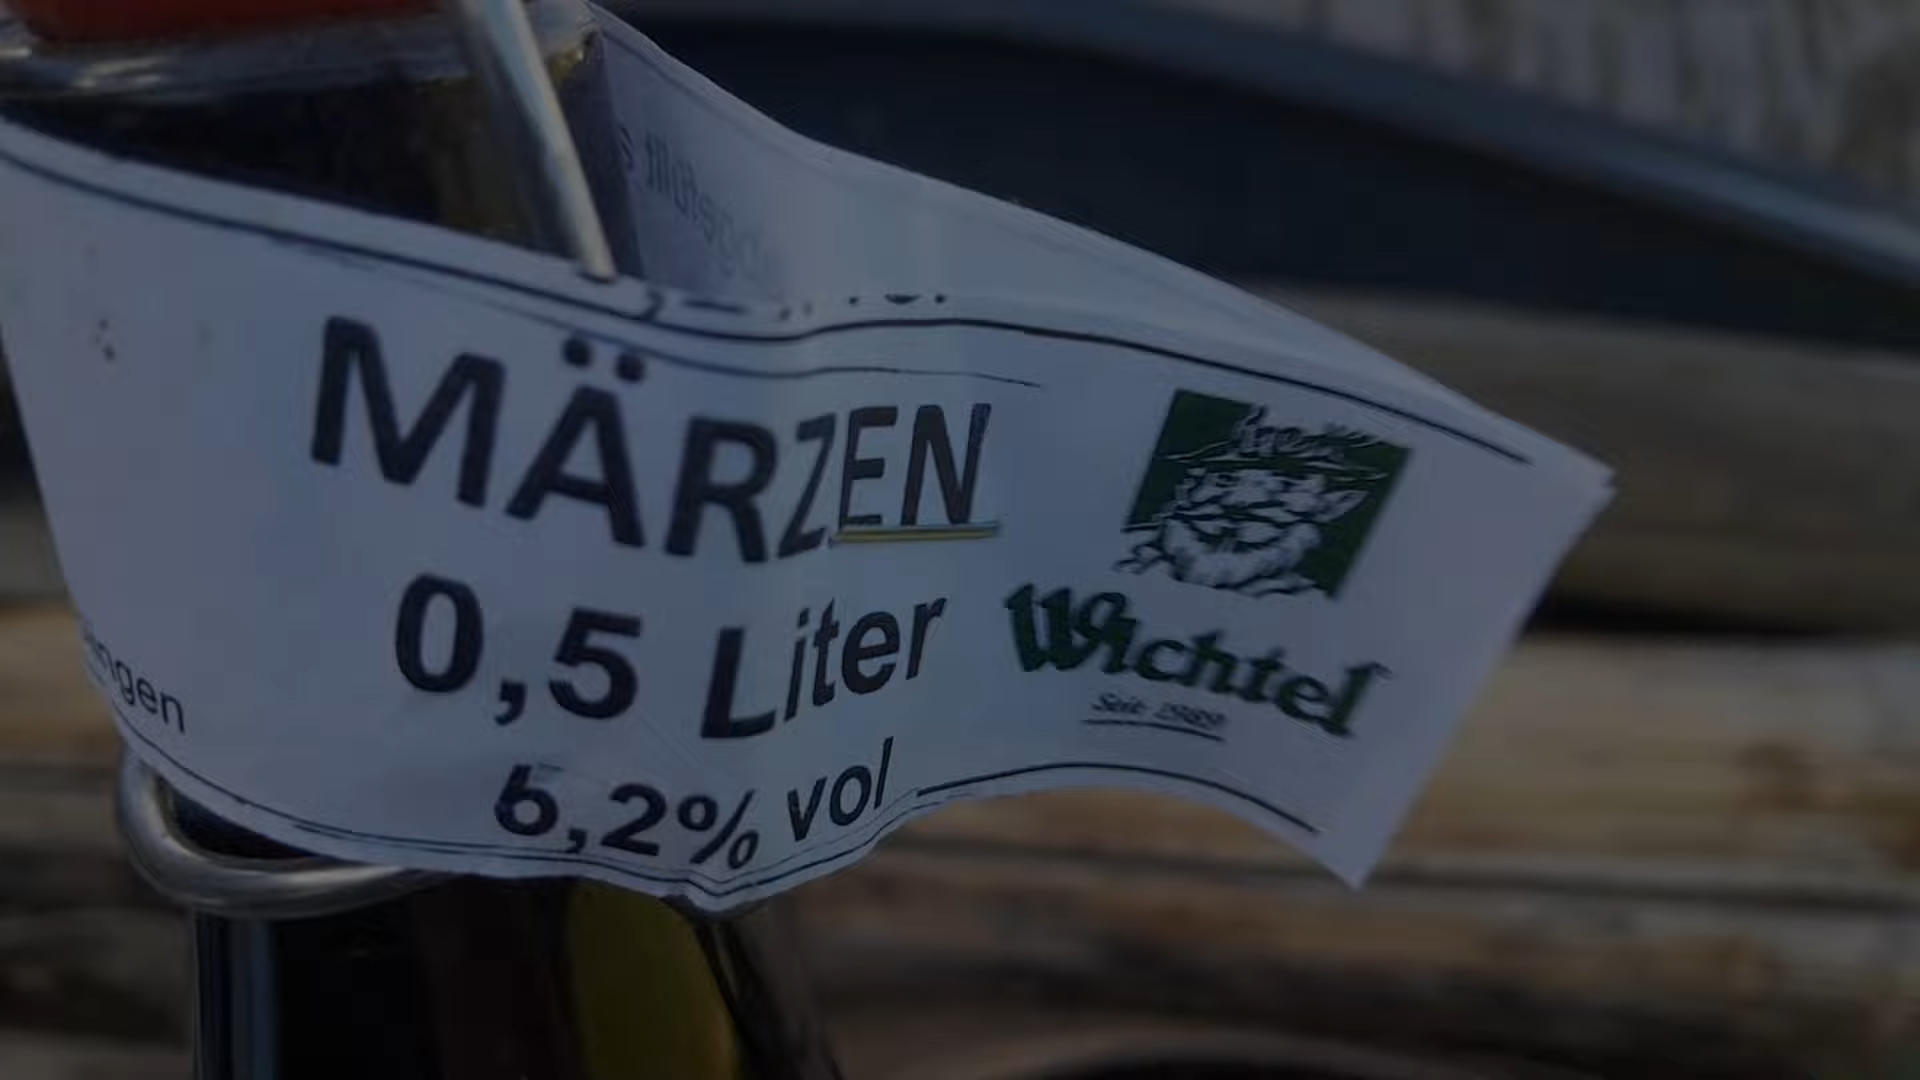 MÄRZEN
0,5 Liter
6,2% vol
Wichtel
Seit 1989